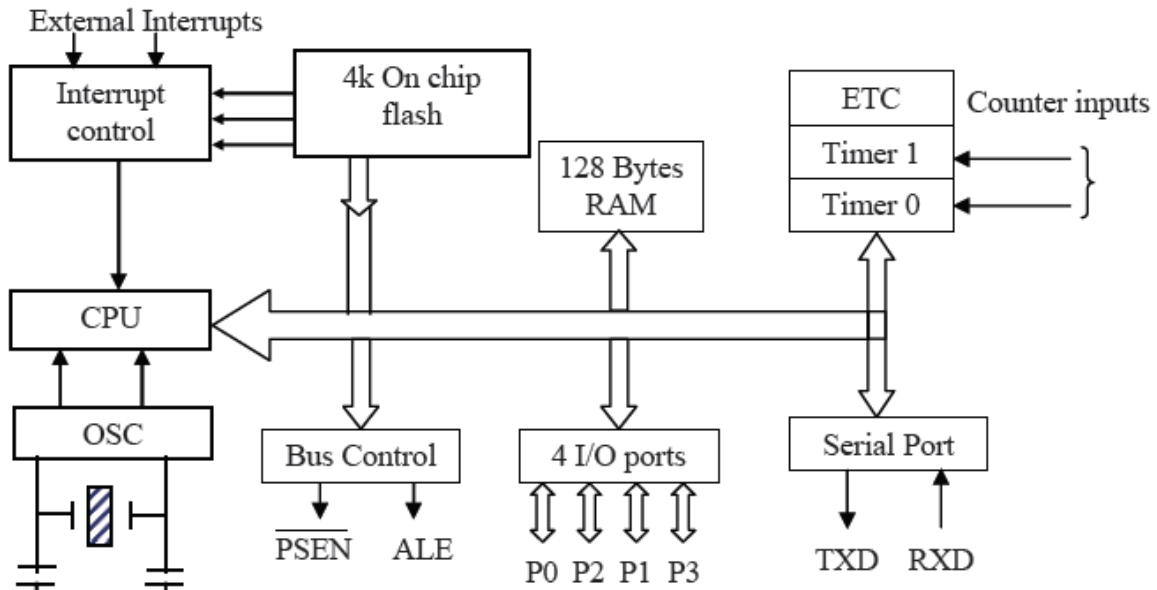 External Interrupts
Interrupt
control
4k On chip
flash
ETC
Timer 1
Timer 0
Counter inputs
128 Bytes
RAM
CPU
OSC
Bus Control
4 I/O ports
Serial Port
PSEN
ALE
P0 P2 P1 P3
TXD
RXD